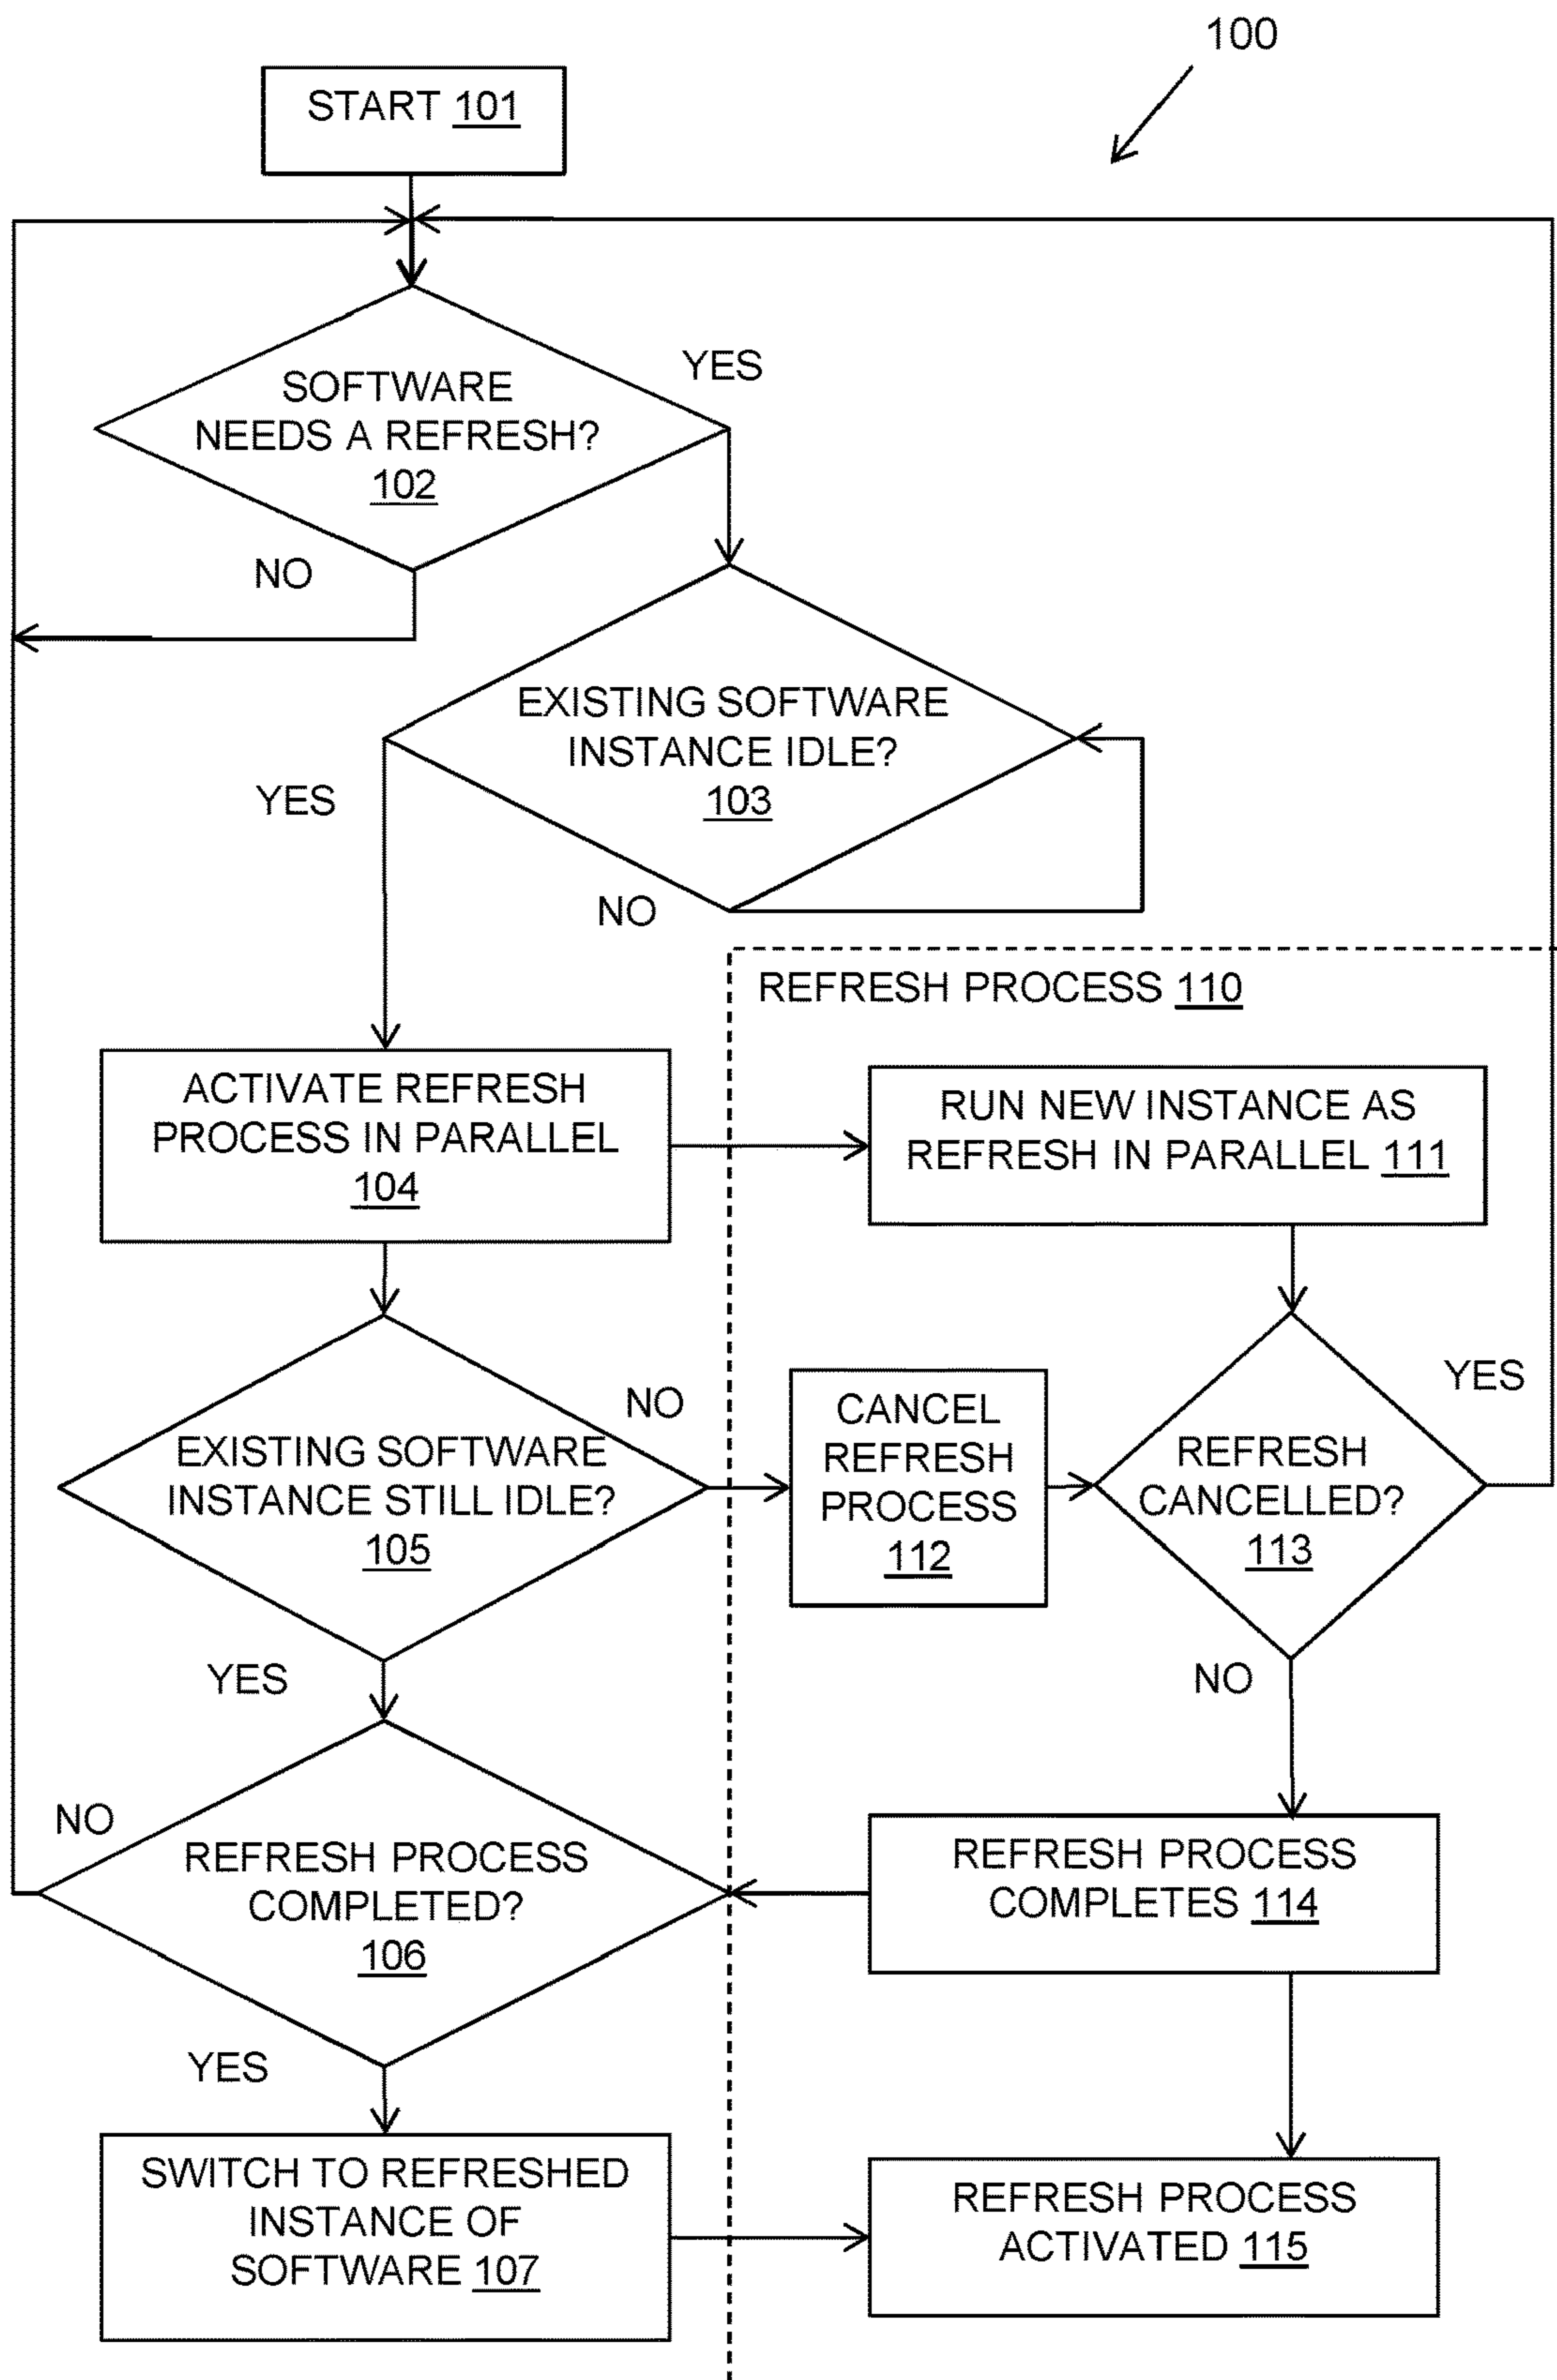 100
START 101
SOFTWARE
NEEDS A REFRESH?
102
YES
NO
EXISTING SOFTWARE
INSTANCE IDLE?
103
YES
NO
REFRESH PROCESS 110
ACTIVATE REFRESH
PROCESS IN PARALLEL
104
RUN NEW INSTANCE AS
REFRESH IN PARALLEL 111
EXISTING SOFTWARE
INSTANCE STILL IDLE?
105
NO
YES
CANCEL
REFRESH
PROCESS
112
REFRESH
CANCELLED?
113
YES
NO
REFRESH PROCESS
COMPLETED?
106
NO
YES
REFRESH PROCESS
COMPLETES 114
SWITCH TO REFRESHED
INSTANCE OF
SOFTWARE 107
REFRESH PROCESS
ACTIVATED 115